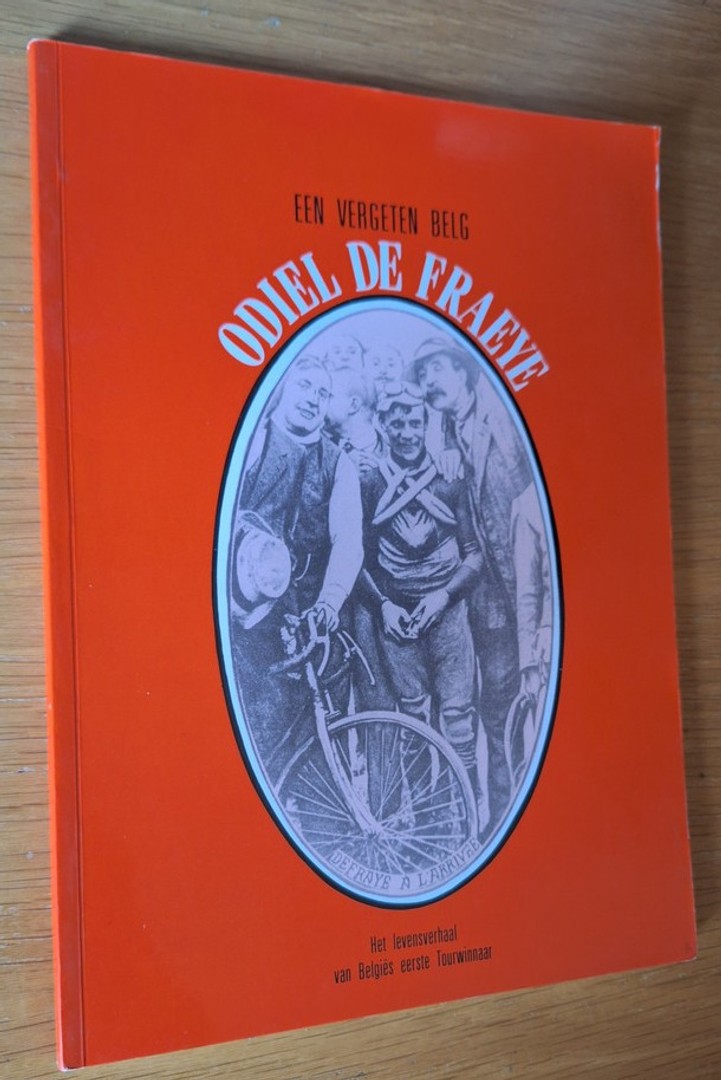 EEN VERGETEN BELG
ODIEL DE FRAEYE
DEFRAYE A L'ARRIVÉE
Het levensverhaal
van Belgiës eerste Tourwinnaar